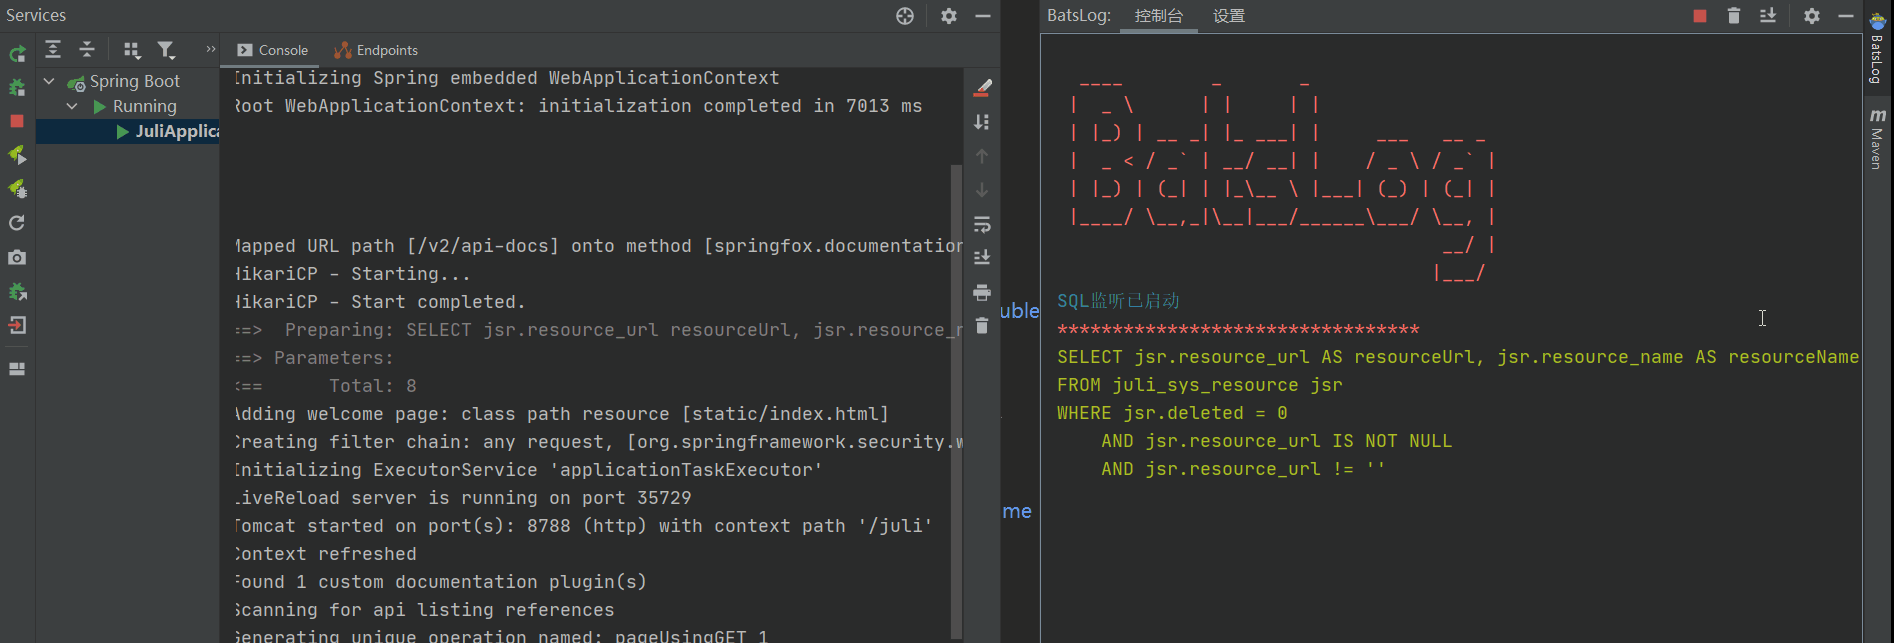 Services
Console
Endpoints
Spring Boot
Running
JuliApplica
Initializing Spring embedded WebApplicationContext
Root WebApplicationContext: initialization completed in 7013 ms
Mapped URL path [/v2/api-docs] onto method [springfox.documentation
HikariCP - Starting...
HikariCP - Start completed.
==>  Preparing: SELECT jsr.resource_url resourceUrl, jsr.resource_n
==> Parameters:
<==      Total: 8
Adding welcome page: class path resource [static/index.html]
Creating filter chain: any request, [org.springframework.security.w
Initializing ExecutorService 'applicationTaskExecutor'
LiveReload server is running on port 35729
Tomcat started on port(s): 8788 (http) with context path '/juli'
Context refreshed
Found 1 custom documentation plugin(s)
Scanning for api listing references
Generating unique operation named: pageUsingGET_1
uble
me
BatsLog:
控制台
设置
BatsLog
SQL监听已启动
*********************************
SELECT jsr.resource_url AS resourceUrl, jsr.resource_name AS resourceName
FROM juli_sys_resource jsr
WHERE jsr.deleted = 0
    AND jsr.resource_url IS NOT NULL
    AND jsr.resource_url != ''
BatsLog
m Maven